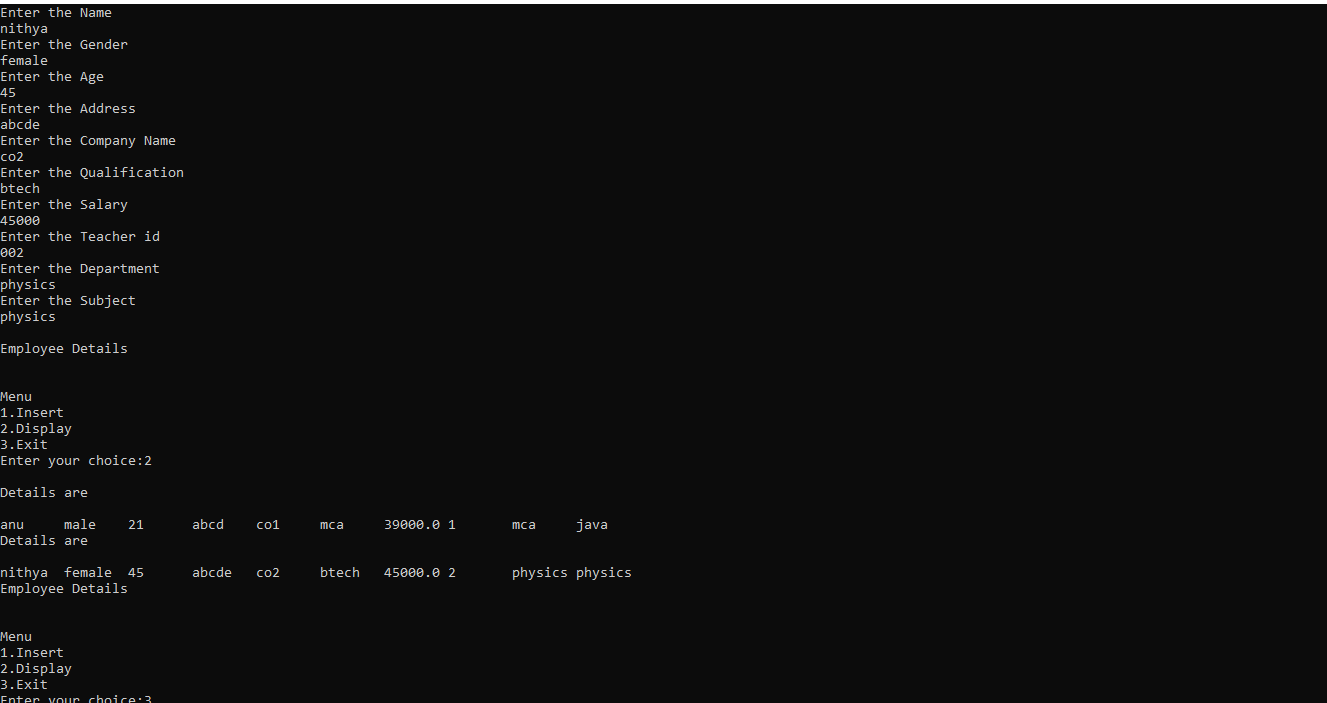 Enter the Name
nithya
Enter the Gender
female
Enter the Age
45
Enter the Address
abcde
Enter the Company Name
co2
Enter the Qualification
btech
Enter the Salary
45000
Enter the Teacher id
002
Enter the Department
physics
Enter the Subject
physics
Employee Details
Menu
1.Insert
2.Display
3.Exit
Enter your choice:2
Details are
anu male 21 abcd co1 mca 39000.0 1 mca java
Details are
nithya female 45 abcde co2 btech 45000.0 2 physics physics
Employee Details
Menu
1.Insert
2.Display
3.Exit
Enter your choice:3